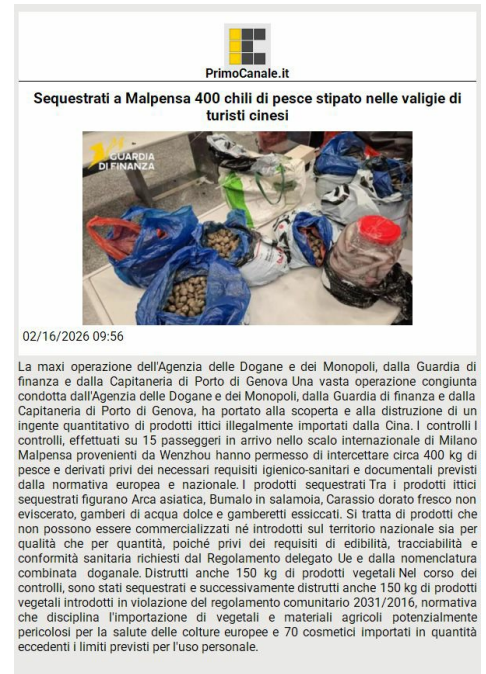 PrimoCanale.it
Sequestrati a Malpensa 400 chili di pesce stipato nelle valigie di
turisti cinesi
GUARDIA
DI FINANZA
02/16/2026 09:56
La maxi operazione dell'Agenzia delle Dogane e dei Monopoli, dalla Guardia di
finanza e dalla Capitaneria di Porto di Genova Una vasta operazione congiunta
condotta dall'Agenzia delle Dogane e dei Monopoli, dalla Guardia di finanza e dalla
Capitaneria di Porto di Genova, ha portato alla scoperta e alla distruzione di un
ingente quantitativo di prodotti ittici illegalmente importati dalla Cina. I controlli I
controlli, effettuati su 15 passeggeri in arrivo nello scalo internazionale di Milano
Malpensa provenienti da Wenzhou hanno permesso di intercettare circa 400 kg di
pesce e derivati privi dei necessari requisiti igienico-sanitari e documentali previsti
dalla normativa europea e nazionale. I prodotti sequestrati Tra i prodotti ittici
sequestrati figurano Arca asiatica, Bumalo in salamoia, Carassio dorato fresco non
eviscerato, gamberi di acqua dolce e gamberetti essiccati. Si tratta di prodotti che
non possono essere commercializzati né introdotti sul territorio nazionale sia per
qualità che per quantità, poiché privi dei requisiti di edibilità, tracciabilità e
conformità sanitaria richiesti dal Regolamento delegato Ue e dalla nomenclatura
combinata doganale. Distrutti anche 150 kg di prodotti vegetali Nel corso dei
controlli, sono stati sequestrati e successivamente distrutti anche 150 kg di prodotti
vegetali introdotti in violazione del regolamento comunitario 2031/2016, normativa
che disciplina l'importazione di vegetali e materiali agricoli potenzialmente
pericolosi per la salute delle colture europee e 70 cosmetici importati in quantità
eccedenti i limiti previsti per l'uso personale.